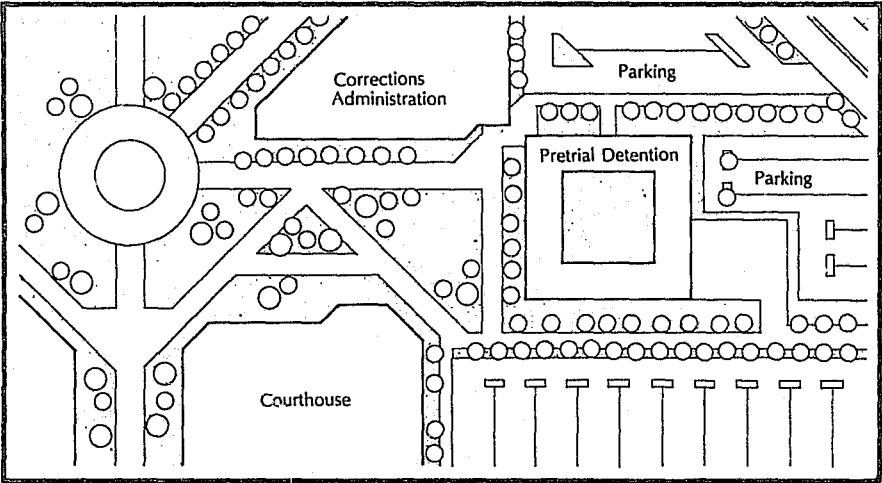 Parking
Corrections
Administration
Pretrial Detention
Parking
Courthouse